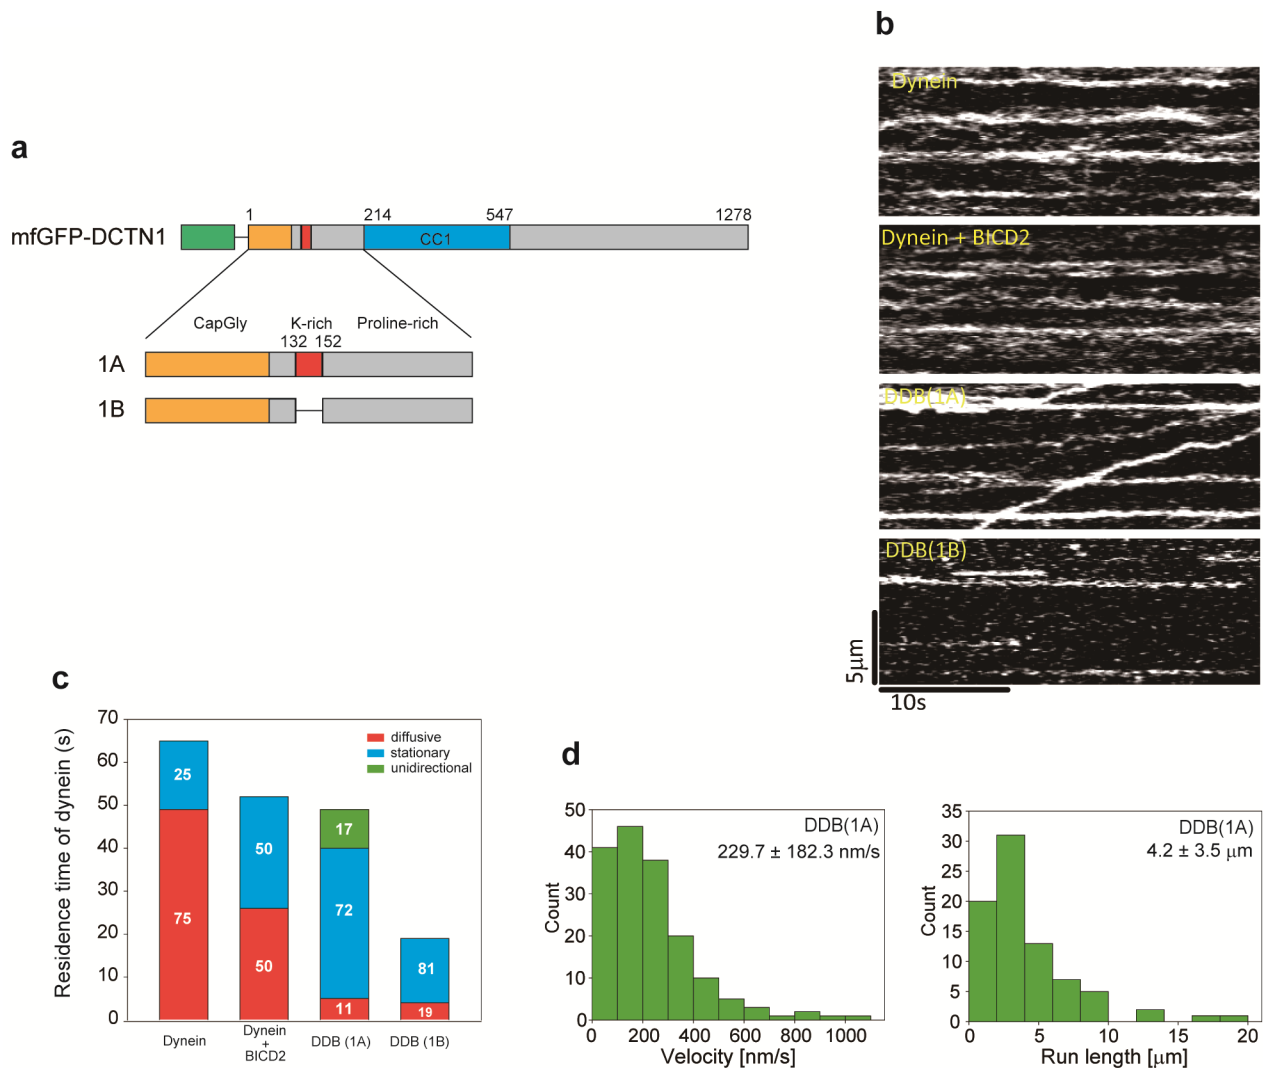 a
mfGFP-DCTN1
1 214 547 1278
CC1
CapGly K-rich Proline-rich
132 152
1A
1B
b
Dynein
Dynein + BICD2
DDB(1A)
DDB(1B)
5µm
10s
c
Residence time of dynein (s)
70
60
50
40
30
20
10
0
diffusive
stationary
unidirectional
25
75
50
50
17
72
11
81
19
Dynein
Dynein
+
BICD2
DDB (1A)
DDB (1B)
d
Count
50
40
30
20
10
0
DDB(1A)
229.7 ± 182.3 nm/s
0 200 400 600 800 1000
Velocity [nm/s]
Count
35
30
25
20
15
10
5
0
DDB(1A)
4.2 ± 3.5 µm
0 5 10 15 20
Run length [µm]